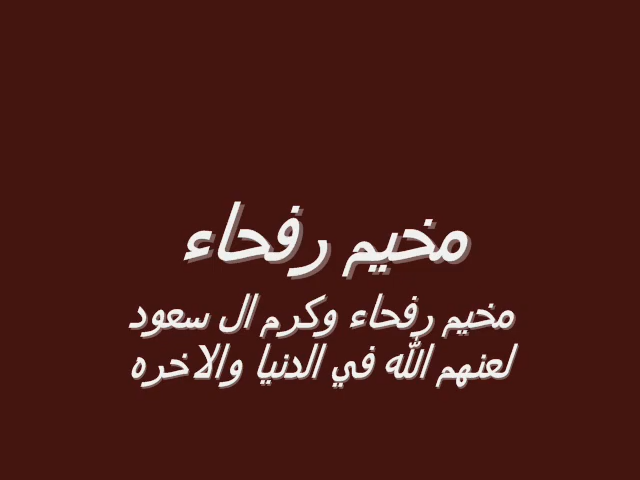 مخيم رفحاء
مخيم رفحاء وكرم ال سعود
لعنهم الله في الدنيا والاخره